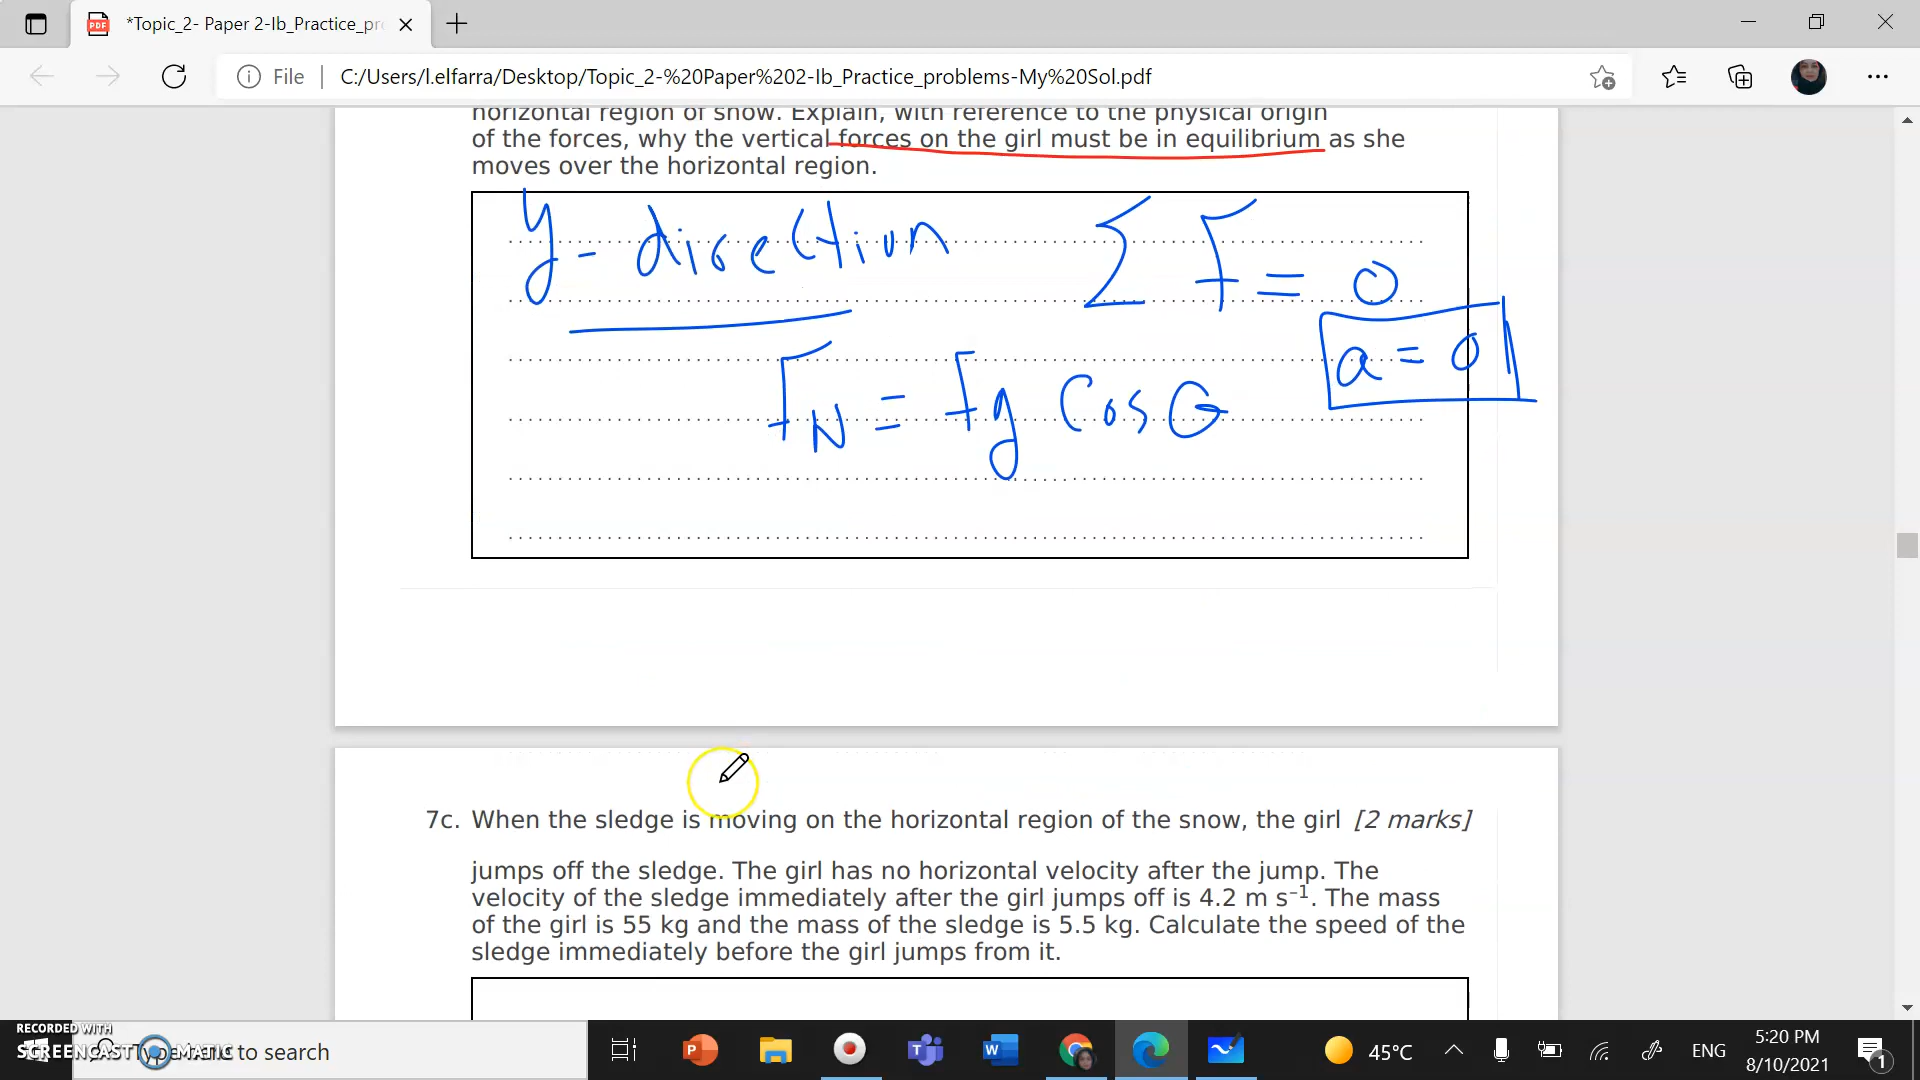 *Topic_2- Paper 2-Ib_Practice_pr
File
C:/Users/l.elfarra/Desktop/Topic_2-%20Paper%202-Ib_Practice_problems-My%20Sol.pdf
horizontal region of snow. Explain, with reference to the physical origin
of the forces, why the vertical forces on the girl must be in equilibrium as she
moves over the horizontal region.
y - direction
∑ F = 0
a = 0
F_N = Fg Cos θ
7c. When the sledge is moving on the horizontal region of the snow, the girl [2 marks]
jumps off the sledge. The girl has no horizontal velocity after the jump. The
velocity of the sledge immediately after the girl jumps off is 4.2 m s⁻¹. The mass
of the girl is 55 kg and the mass of the sledge is 5.5 kg. Calculate the speed of the
sledge immediately before the girl jumps from it.
RECORDED WITH
SCREENCAST MATIC
Type here to search
45°C
ENG
5:20 PM
8/10/2021
1